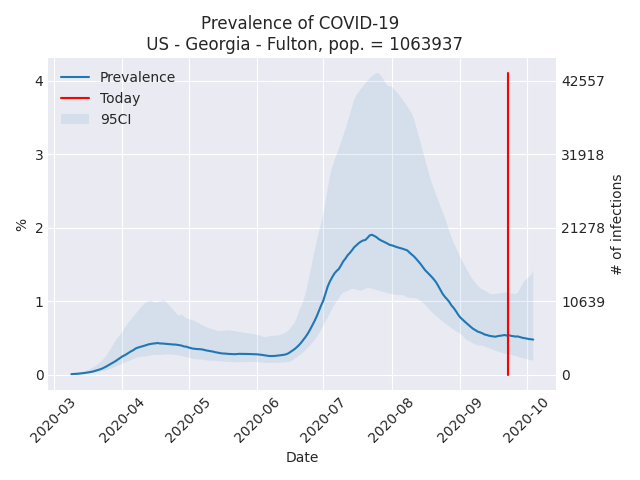 Prevalence of COVID-19
US - Georgia - Fulton, pop. = 1063937
Prevalence
Today
95CI
4
3
2
1
0
%
42557
31918
21278
10639
0
# of infections
2020-03
2020-04
2020-05
2020-06
2020-07
2020-08
2020-09
2020-10
Date